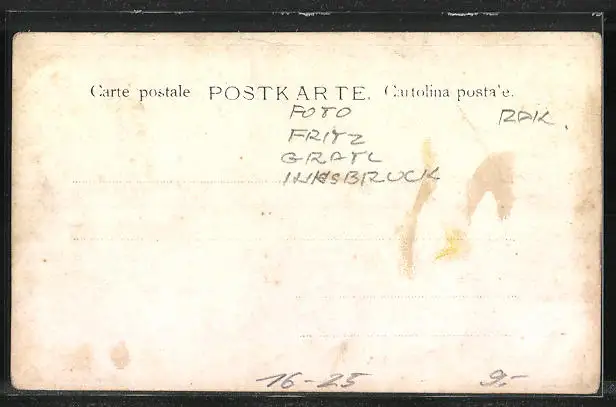 Carte postale POSTKARTE. Cartolina postale.
FOTO
RAK.
FRITZ
GRATL
INNSBRUCK
16-25
9.-